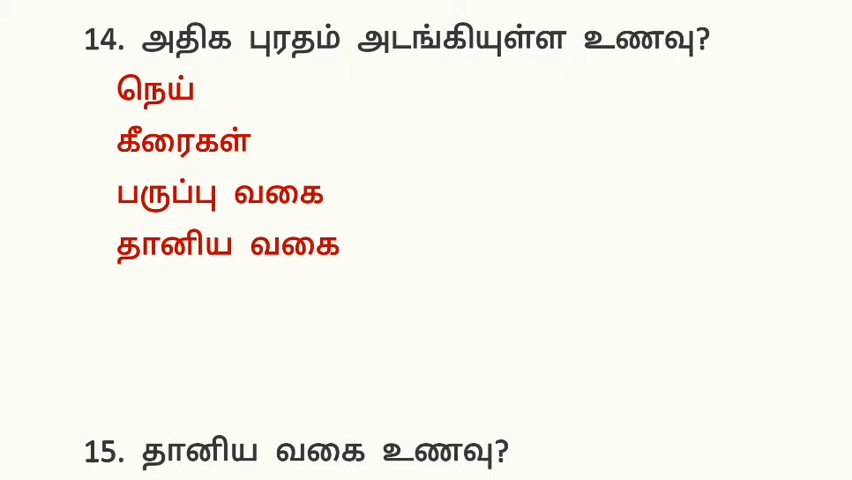 14. அதிக புரதம் அடங்கியுள்ள உணவு?
நெய்
கீரைகள்
பருப்பு வகை
தானிய வகை
15. தானிய வகை உணவு?